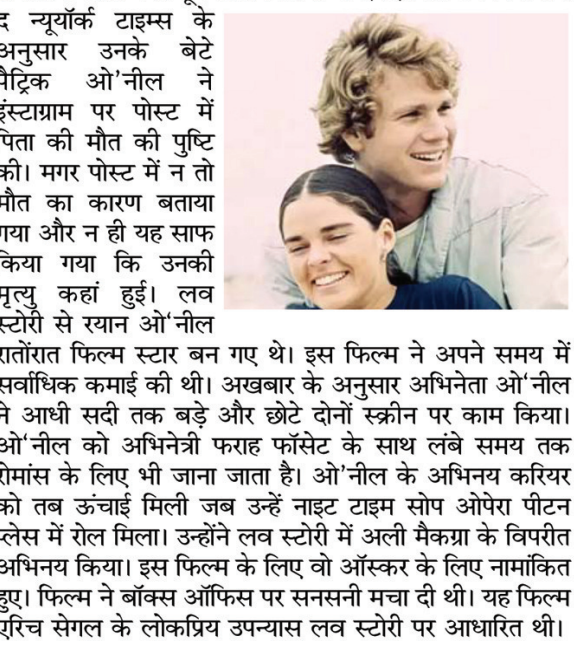 द न्यूयॉर्क टाइम्स के
अनुसार उनके बेटे
पैट्रिक ओ'नील ने
इंस्टाग्राम पर पोस्ट में
पिता की मौत की पुष्टि
की। मगर पोस्ट में न तो
मौत का कारण बताया
गया और न ही यह साफ
किया गया कि उनकी
मृत्यु कहां हुई। लव
स्टोरी से रयान ओ‘नील
रातोंरात फिल्म स्टार बन गए थे। इस फिल्म ने अपने समय में
सर्वाधिक कमाई की थी। अखबार के अनुसार अभिनेता ओ‘नील
ने आधी सदी तक बड़े और छोटे दोनों स्क्रीन पर काम किया।
ओ‘नील को अभिनेत्री फराह फॉसेट के साथ लंबे समय तक
रोमांस के लिए भी जाना जाता है। ओ'नील के अभिनय करियर
को तब ऊंचाई मिली जब उन्हें नाइट टाइम सोप ओपेरा पीटन
प्लेस में रोल मिला। उन्होंने लव स्टोरी में अली मैकग्रा के विपरीत
अभिनय किया। इस फिल्म के लिए वो ऑस्कर के लिए नामांकित
हुए। फिल्म ने बॉक्स ऑफिस पर सनसनी मचा दी थी। यह फिल्म
एरिच सेगल के लोकप्रिय उपन्यास लव स्टोरी पर आधारित थी।